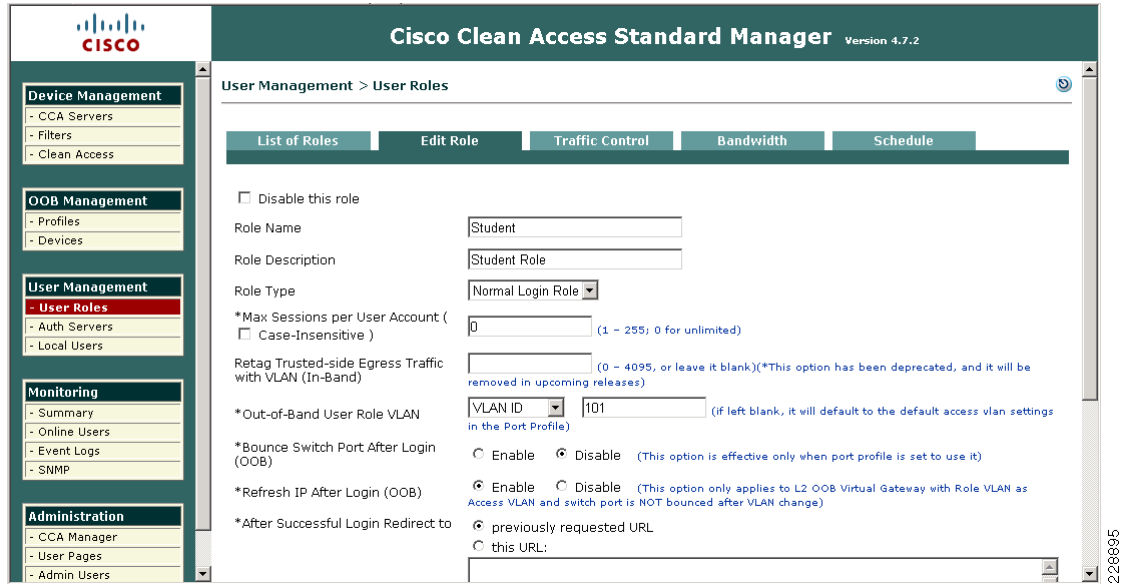 CISCO
Cisco Clean Access Standard Manager Version 4.7.2
Device Management
- CCA Servers
- Filters
- Clean Access
OOB Management
- Profiles
- Devices
User Management
- User Roles
- Auth Servers
- Local Users
Monitoring
- Summary
- Online Users
- Event Logs
- SNMP
Administration
- CCA Manager
- User Pages
- Admin Users
User Management > User Roles
List of Roles
Edit Role
Traffic Control
Bandwidth
Schedule
Disable this role
Role Name
Student
Role Description
Student Role
Role Type
Normal Login Role
*Max Sessions per User Account (
Case-Insensitive )
0
(1 - 255; 0 for unlimited)
Retag Trusted-side Egress Traffic
with VLAN (In-Band)
(0 - 4095, or leave it blank)(*This option has been deprecated, and it will be
removed in upcoming releases)
*Out-of-Band User Role VLAN
VLAN ID
101
(if left blank, it will default to the default access vlan settings
in the Port Profile)
*Bounce Switch Port After Login
(OOB)
Enable
Disable
(This option is effective only when port profile is set to use it)
*Refresh IP After Login (OOB)
Enable
Disable
(This option only applies to L2 OOB Virtual Gateway with Role VLAN as
Access VLAN and switch port is NOT bounced after VLAN change)
*After Successful Login Redirect to
previously requested URL
this URL:
228895